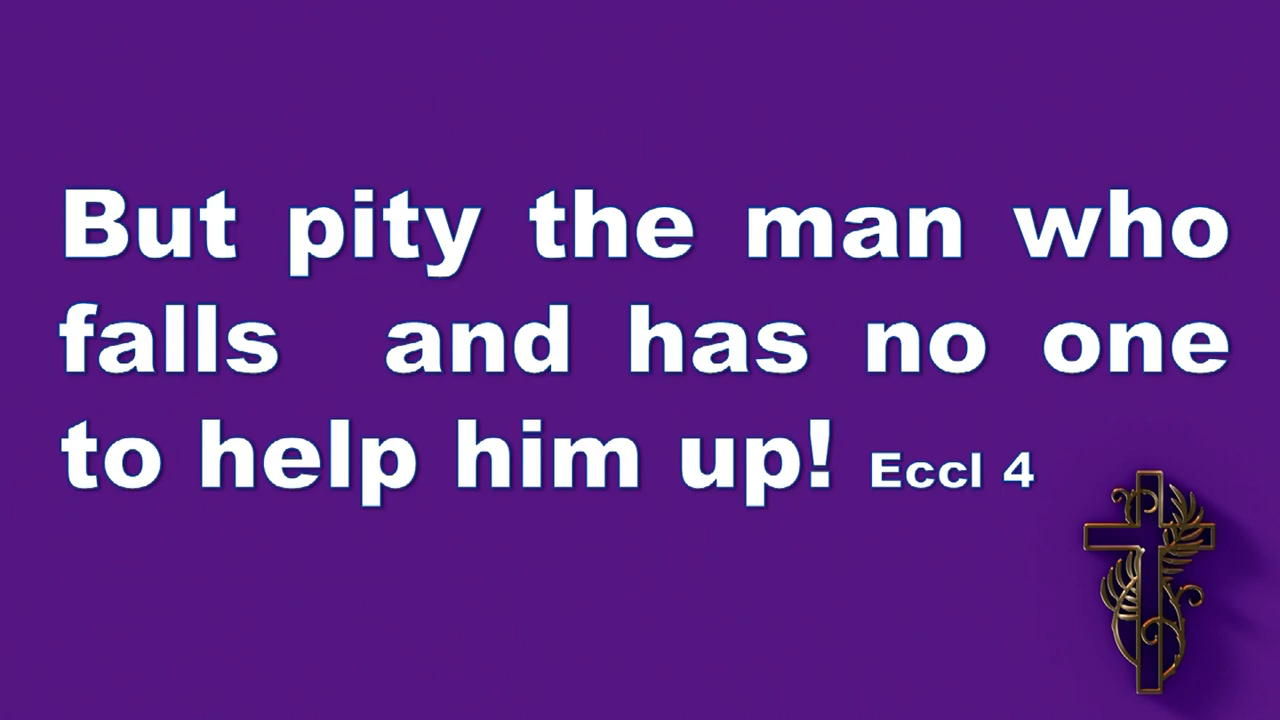 But pity the man who
falls and has no one
to help him up! Eccl 4